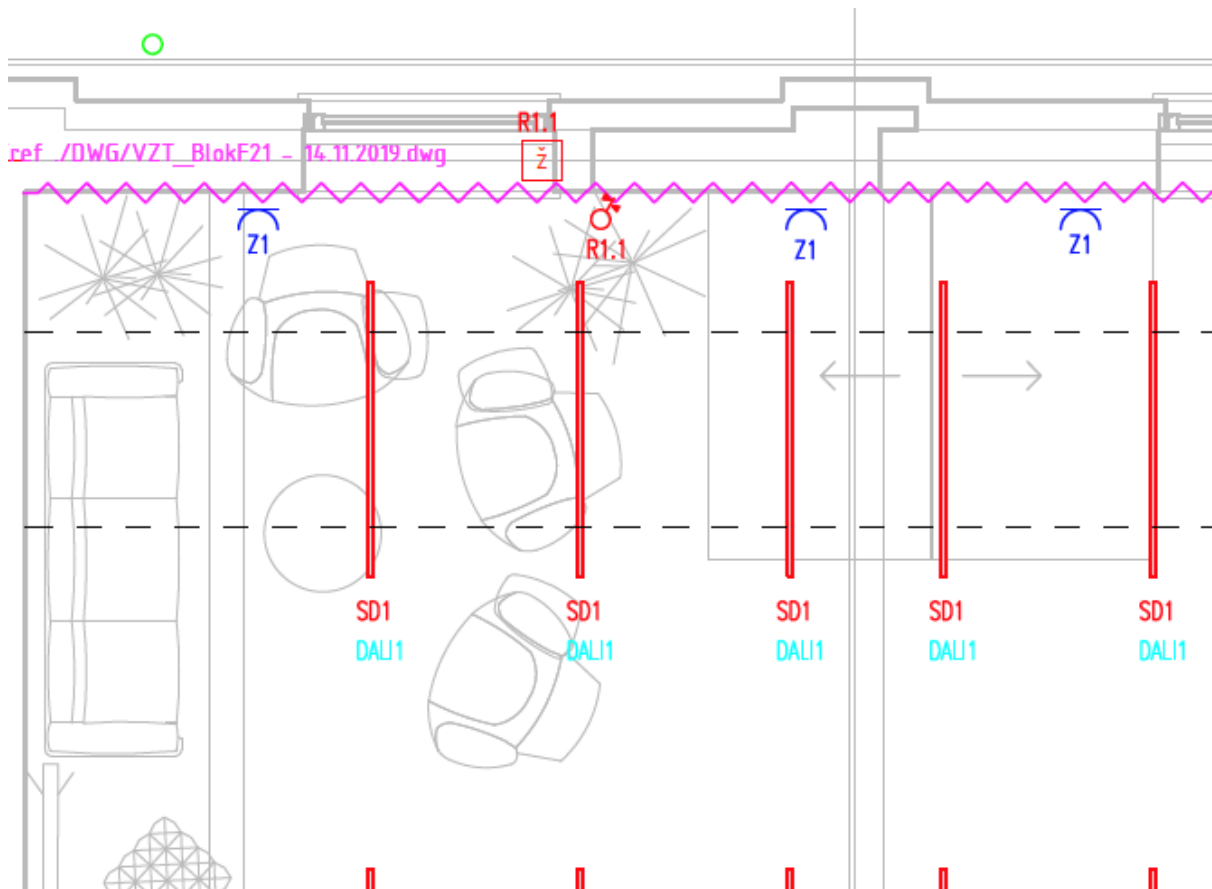 R1.1
ref ./DWG/VZT_BlokF21 - 14.11.2019.dwg
Ž
Z1
R1.1
Z1
Z1
SD1
SD1
SD1
SD1
SD1
DALI1
DALI1
DALI1
DALI1
DALI1